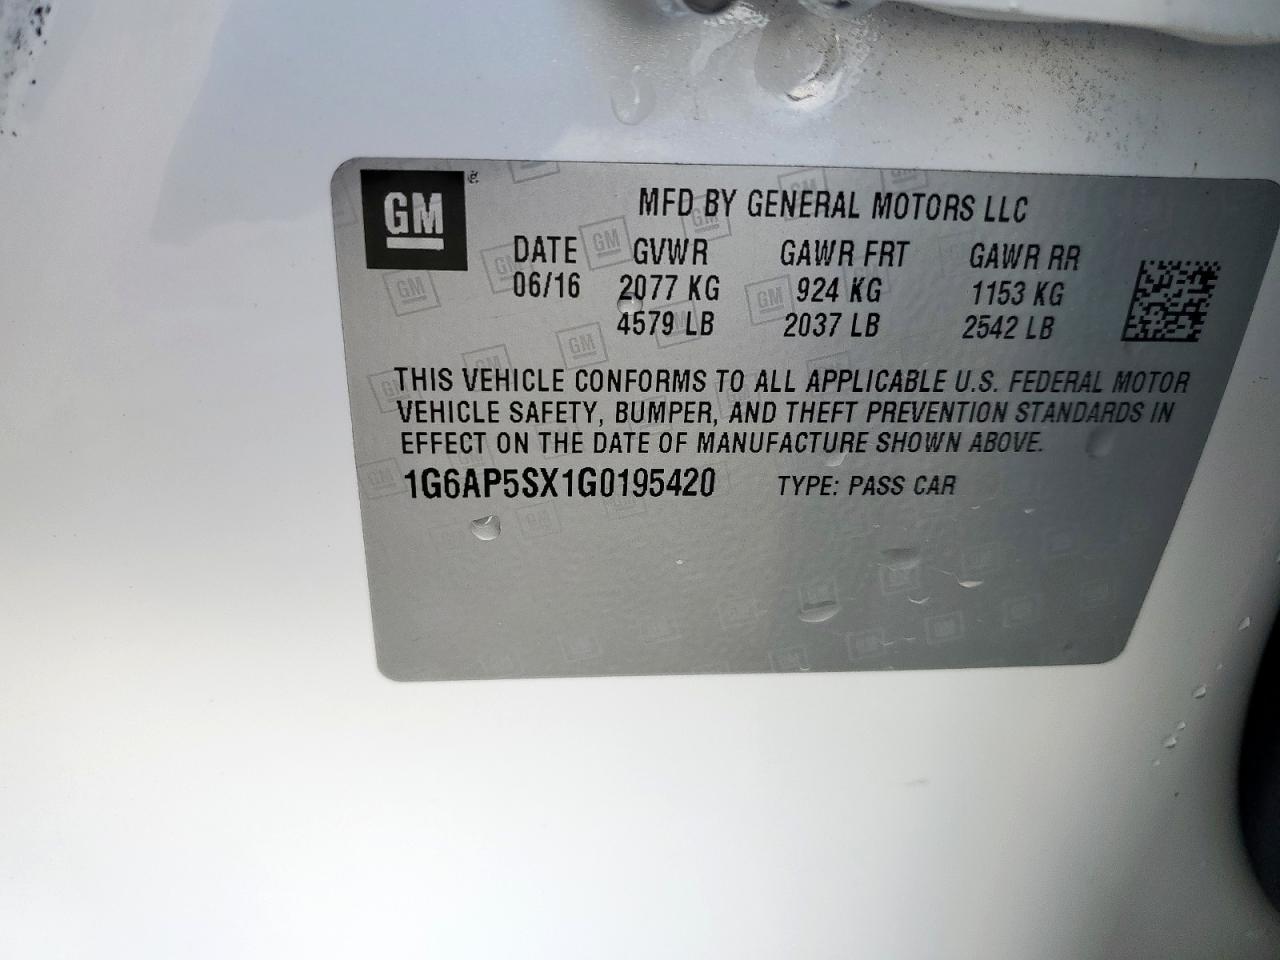 GM
MFD BY GENERAL MOTORS LLC
DATE GVWR GAWR FRT GAWR RR
06/16 2077 KG 924 KG 1153 KG
4579 LB 2037 LB 2542 LB
THIS VEHICLE CONFORMS TO ALL APPLICABLE U.S. FEDERAL MOTOR
VEHICLE SAFETY, BUMPER, AND THEFT PREVENTION STANDARDS IN
EFFECT ON THE DATE OF MANUFACTURE SHOWN ABOVE.
1G6AP5SX1G0195420 TYPE: PASS CAR